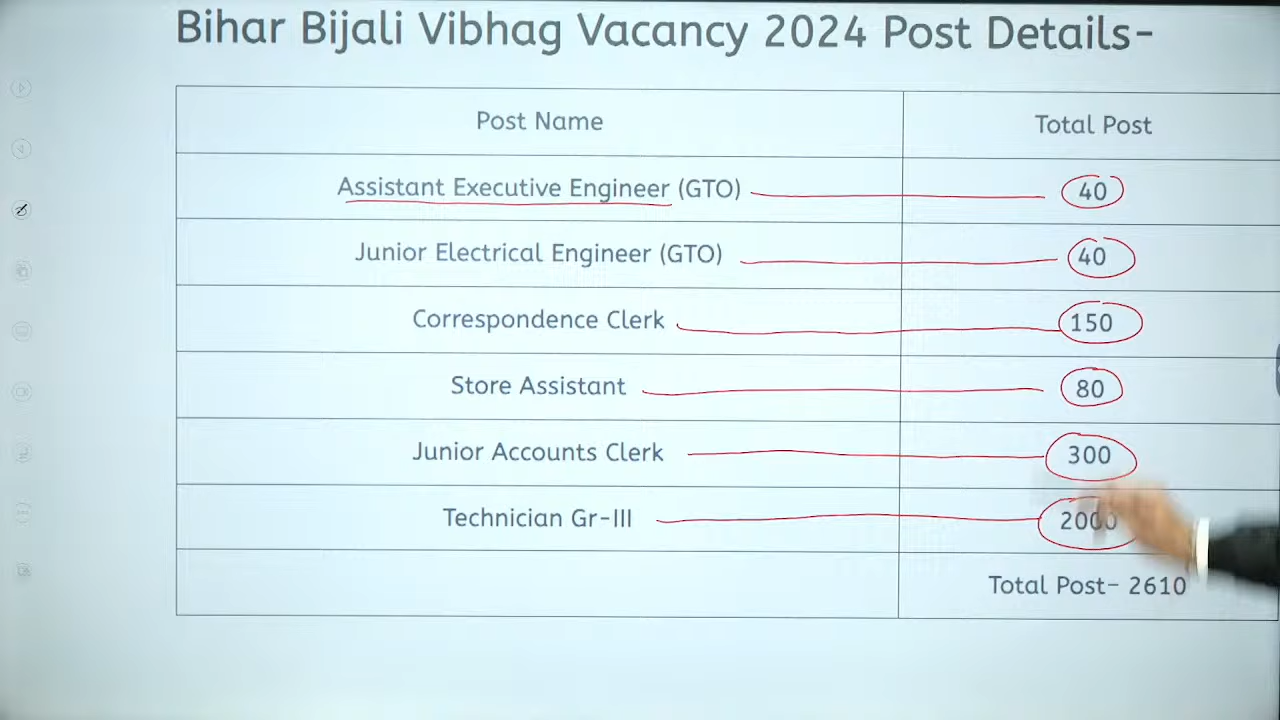 Bihar Bijali Vibhag Vacancy 2024 Post Details-
Post Name Total Post
Assistant Executive Engineer (GTO) 40
Junior Electrical Engineer (GTO) 40
Correspondence Clerk 150
Store Assistant 80
Junior Accounts Clerk 300
Technician Gr-III 2000
Total Post- 2610